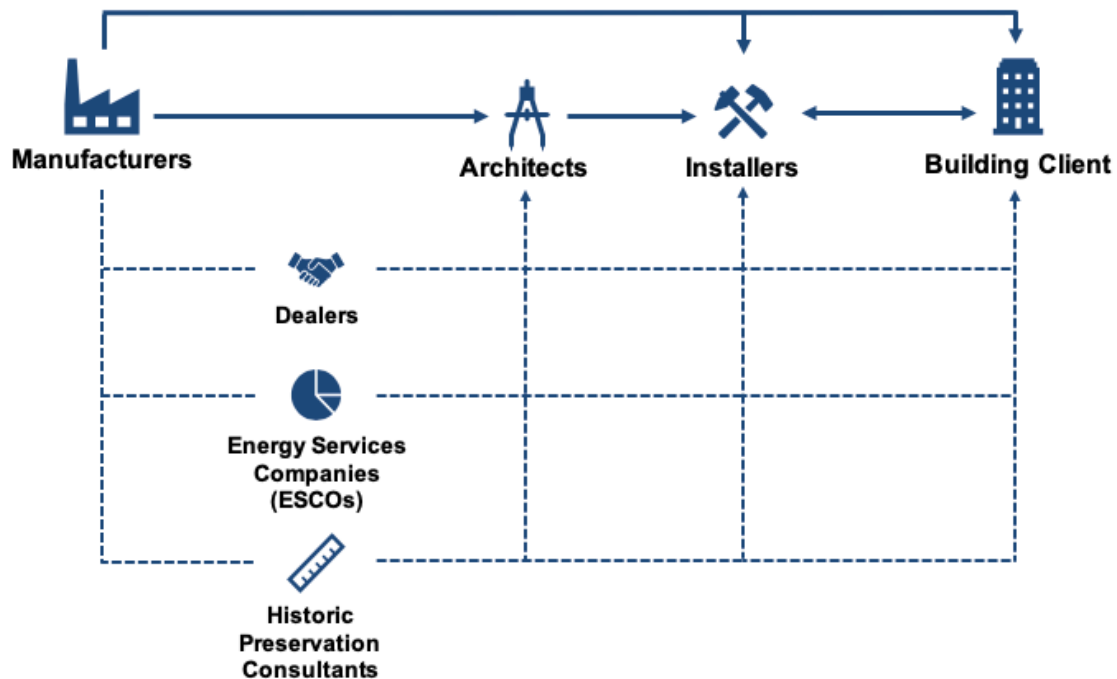 Manufacturers
Architects
Installers
Building Client
Dealers
Energy Services
Companies
(ESCOs)
Historic
Preservation
Consultants